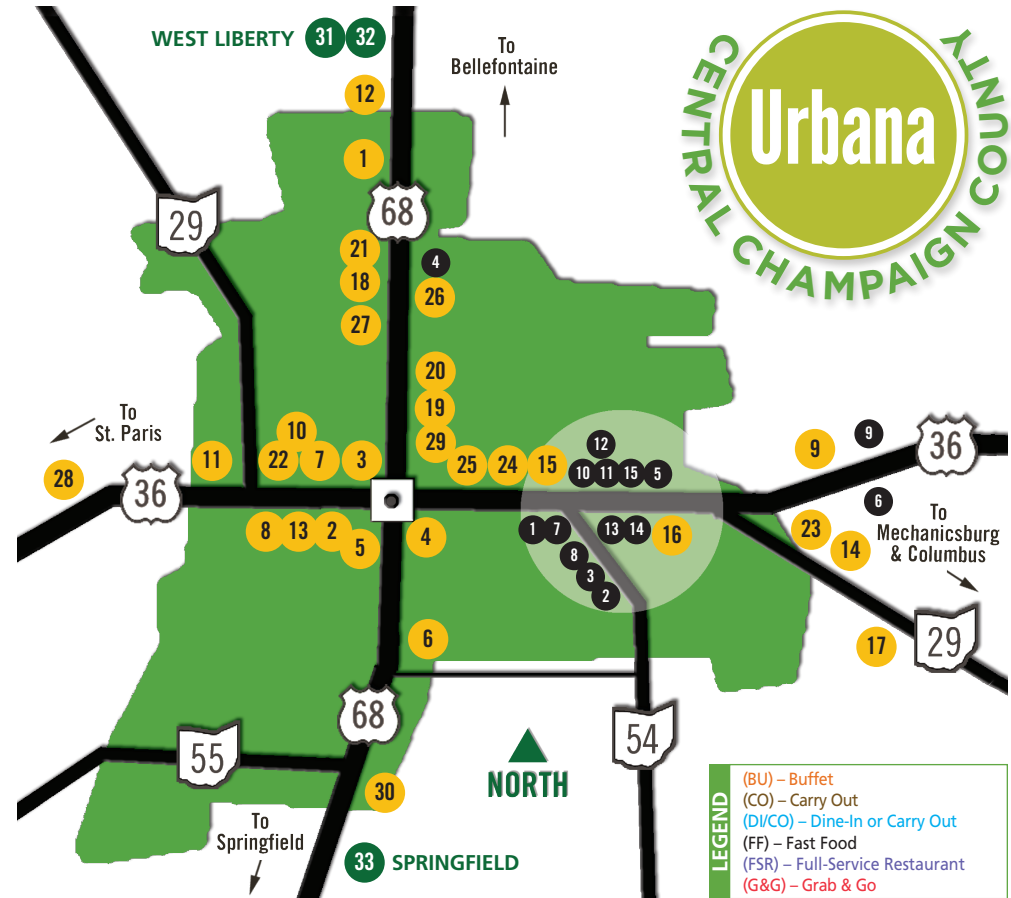 WEST LIBERTY 31 32
To
Bellefontaine
Urbana
CENTRAL CHAMPAIGN COUNTY
12
1
68
29
21
4
18
26
27
20
19
29
To
St. Paris
28
36
11
10
22 7 3
25 24 15
12
10 11 15 5
9
9
36
8 13 2
5
4
1 7
13 14 16
8
3
2
6
23
14
To
Mechanicsburg
& Columbus
17
29
6
68
55
54
NORTH
30
To
Springfield
33 SPRINGFIELD
LEGEND
(BU) – Buffet
(CO) – Carry Out
(DI/CO) – Dine-In or Carry Out
(FF) – Fast Food
(FSR) – Full-Service Restaurant
(G&G) – Grab & Go